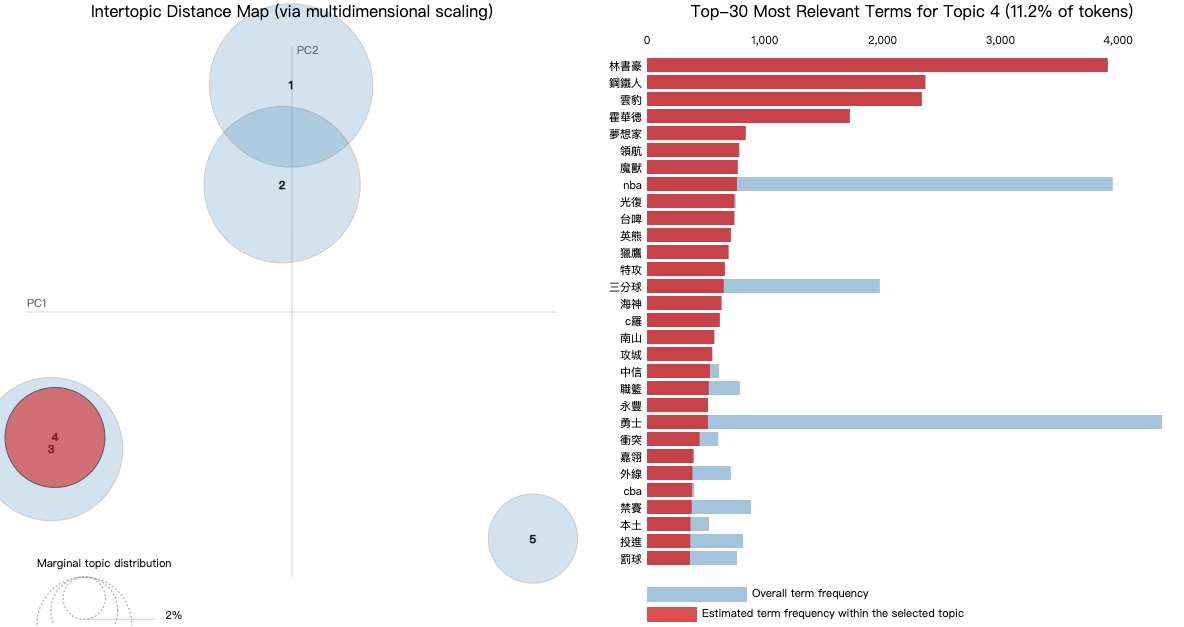 Intertopic Distance Map (via multidimensional scaling)
PC2
1
2
PC1
4
3
5
Marginal topic distribution
2%
Top-30 Most Relevant Terms for Topic 4 (11.2% of tokens)
0 1,000 2,000 3,000 4,000
林書豪
鋼鐵人
雲豹
霍華德
夢想家
領航
魔獸
nba
光復
台啤
英熊
獵鷹
特攻
三分球
海神
c羅
南山
攻城
中信
職籃
永豐
勇士
衝突
嘉翎
外線
cba
禁賽
本土
投進
罰球
Overall term frequency
Estimated term frequency within the selected topic